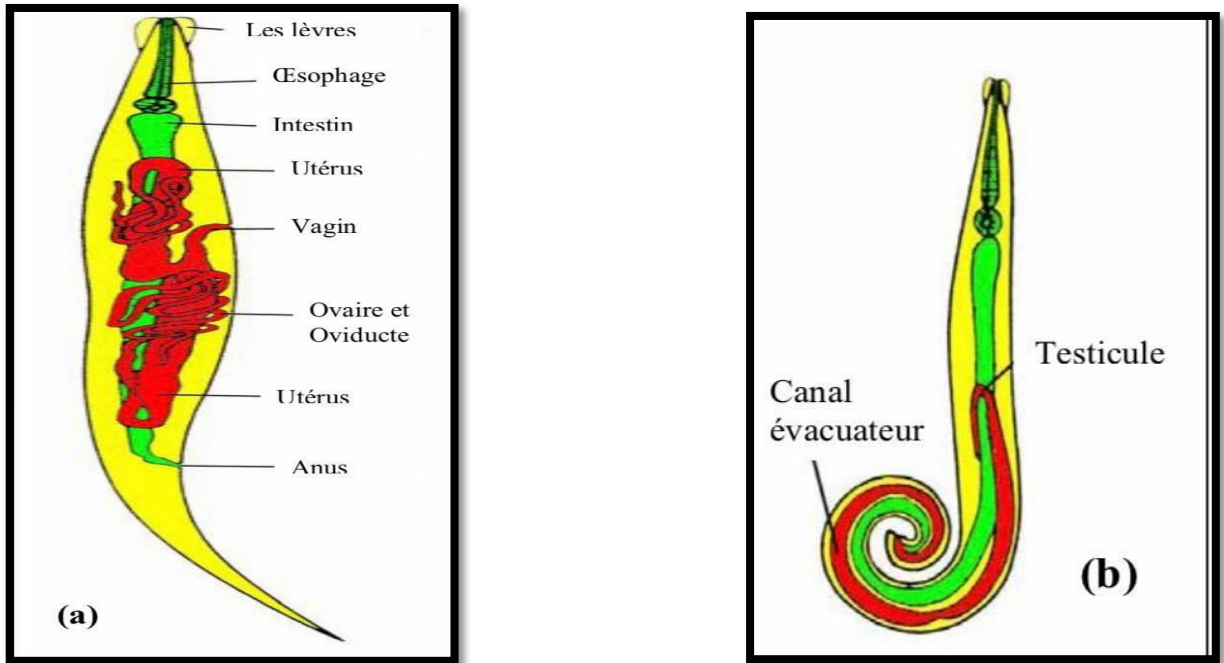 Les lèvres
Œsophage
Intestin
Utérus
Vagin
Ovaire et
Oviducte
Utérus
Anus
(a)
Testicule
Canal
évacuateur
(b)